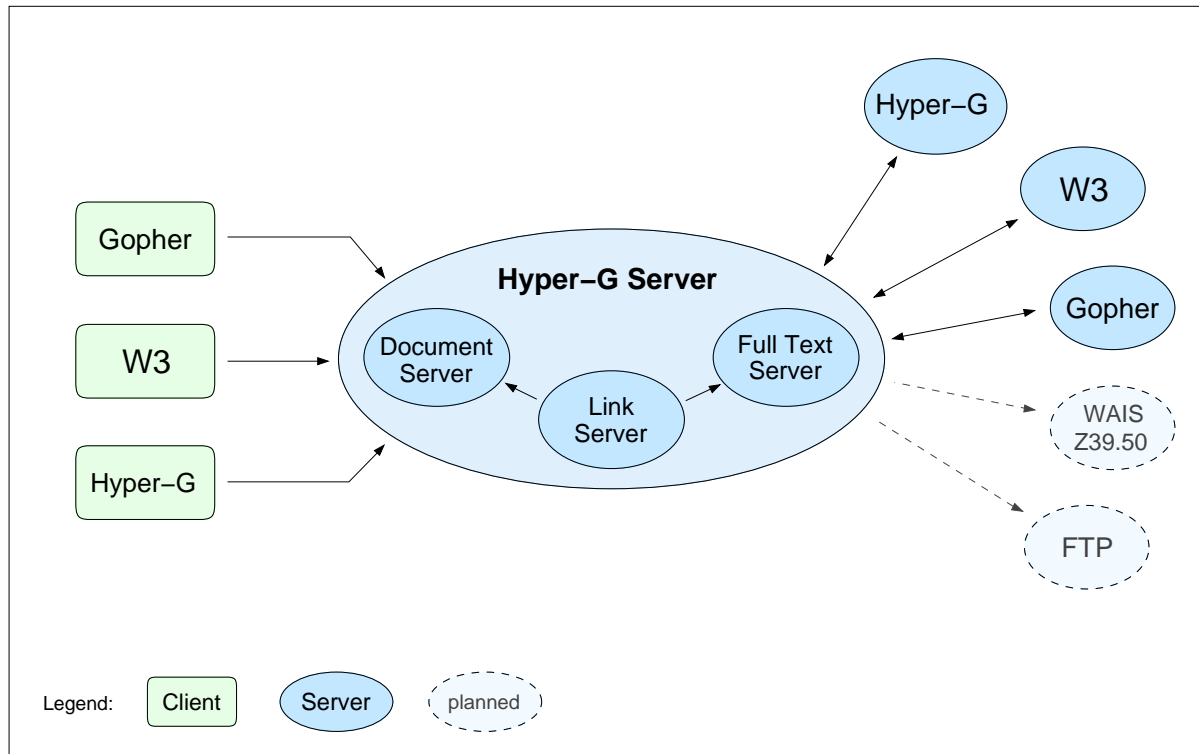 Hyper–G
W3
Gopher
Gopher
W3
Hyper–G
Hyper–G Server
Document
Server
Full Text
Server
Link
Server
WAIS
Z39.50
FTP
Legend:
Client
Server
planned